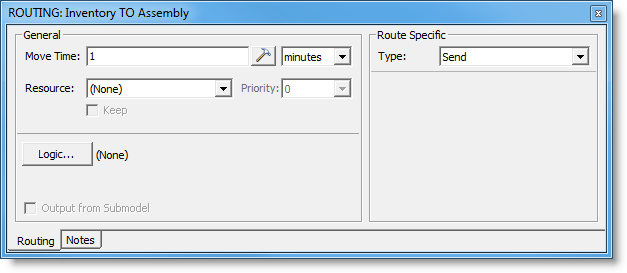 ROUTING: Inventory TO Assembly
General
Move Time: 1 minutes
Resource: (None) Priority: 0
Keep
Logic... (None)
Output from Submodel
Route Specific
Type: Send
Routing Notes